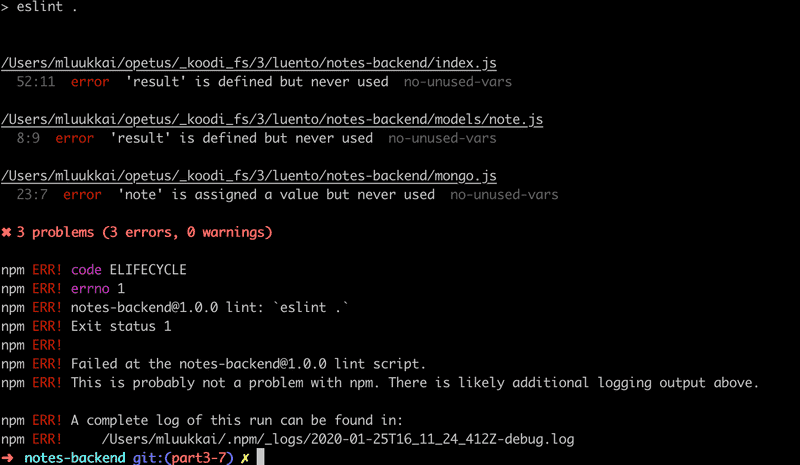 > eslint .
/Users/mluukkai/opetus/_koodi_fs/3/luento/notes-backend/index.js
52:11  error  'result' is defined but never used  no-unused-vars
/Users/mluukkai/opetus/_koodi_fs/3/luento/notes-backend/models/note.js
8:9  error  'result' is defined but never used  no-unused-vars
/Users/mluukkai/opetus/_koodi_fs/3/luento/notes-backend/mongo.js
23:7  error  'note' is assigned a value but never used  no-unused-vars
✖ 3 problems (3 errors, 0 warnings)
npm ERR! code ELIFECYCLE
npm ERR! errno 1
npm ERR! notes-backend@1.0.0 lint: `eslint .`
npm ERR! Exit status 1
npm ERR!
npm ERR! Failed at the notes-backend@1.0.0 lint script.
npm ERR! This is probably not a problem with npm. There is likely additional logging output above.
npm ERR! A complete log of this run can be found in:
npm ERR!     /Users/mluukkai/.npm/_logs/2020-01-25T16_11_24_412Z-debug.log
➜  notes-backend git:(part3-7) ✗